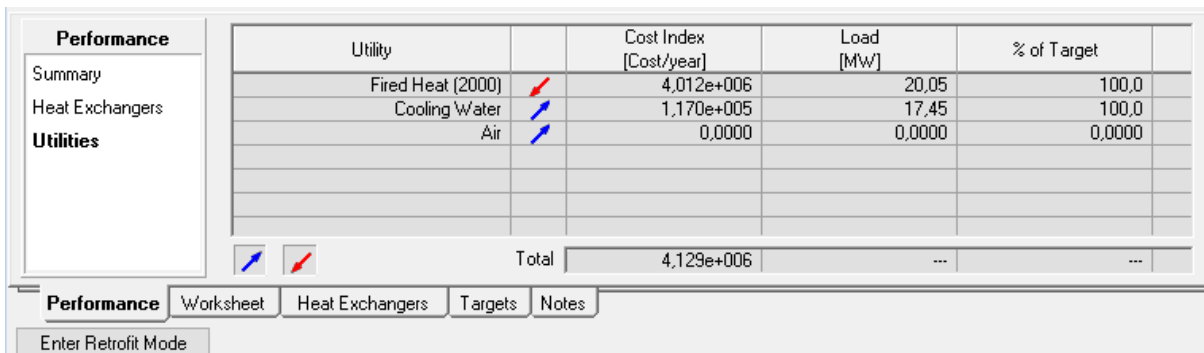 Performance
Summary
Heat Exchangers
Utilities
Utility Cost Index [Cost/year] Load [MW] % of Target
Fired Heat (2000) 4,012e+006 20,05 100,0
Cooling Water 1,170e+005 17,45 100,0
Air 0,0000 0,0000 0,0000
Total 4,129e+006 --- ---
Performance Worksheet Heat Exchangers Targets Notes
Enter Retrofit Mode